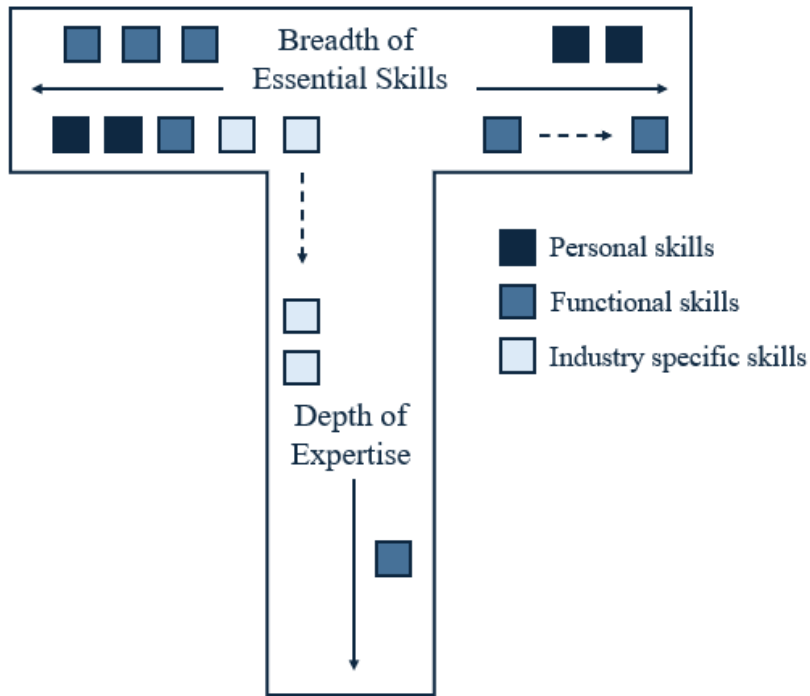 Breadth of
Essential Skills
Personal skills
Functional skills
Industry specific skills
Depth of
Expertise